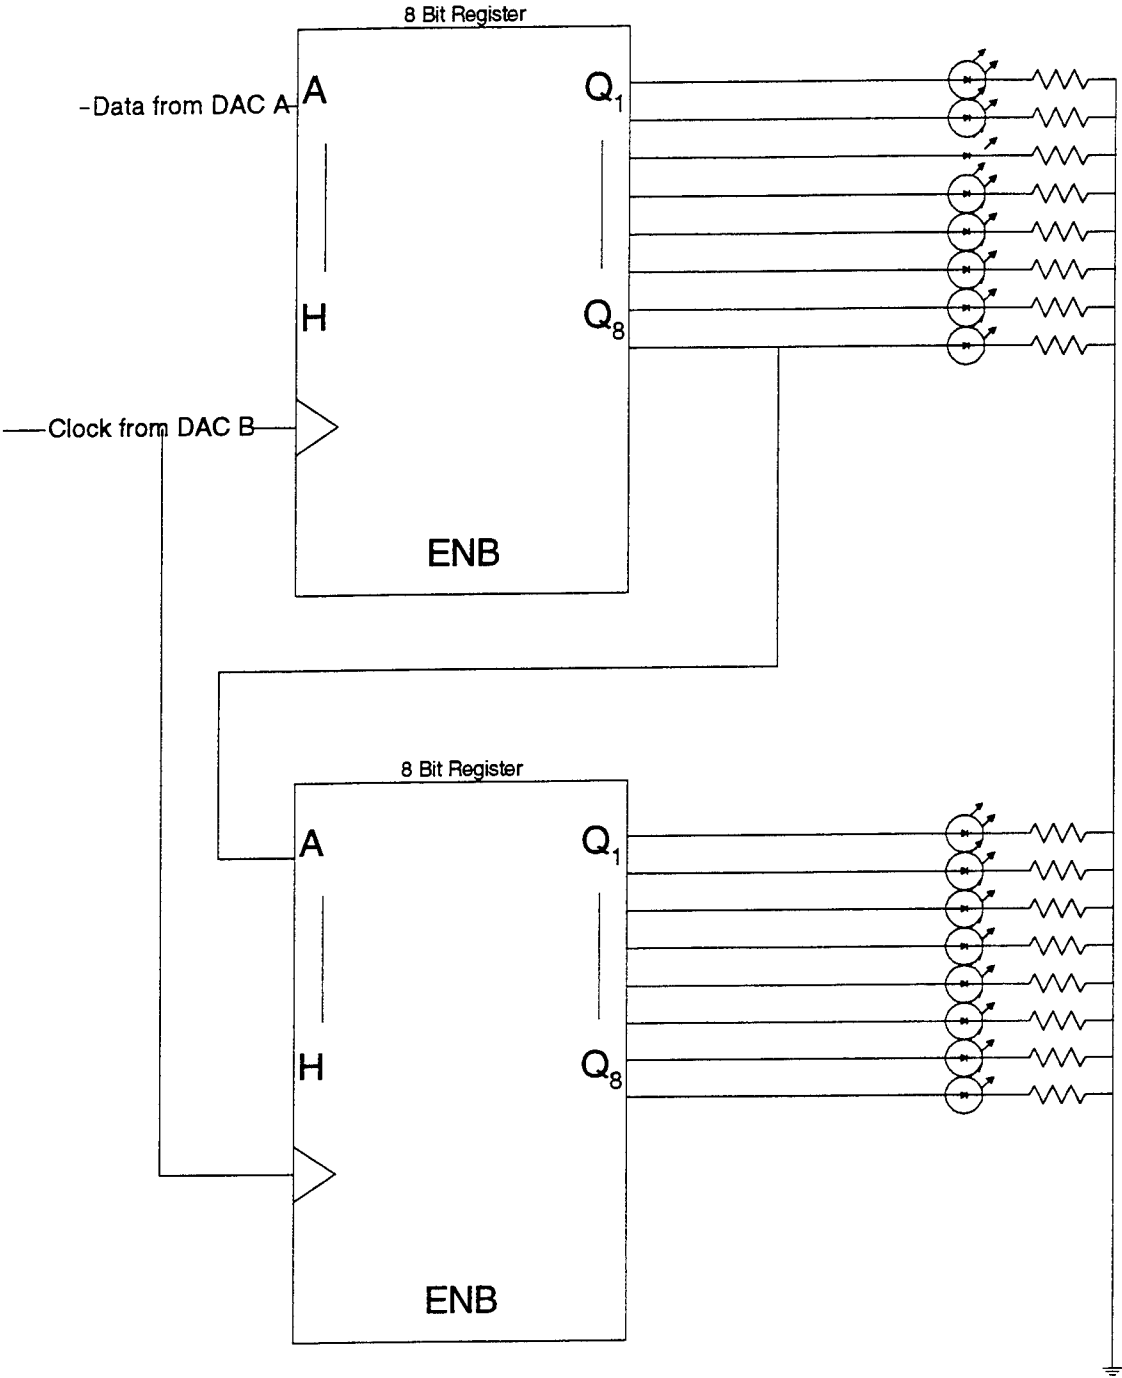 8 Bit Register
A
Q1
Data from DAC A
H
Q8
Clock from DAC B
ENB
8 Bit Register
A
Q1
H
Q8
ENB